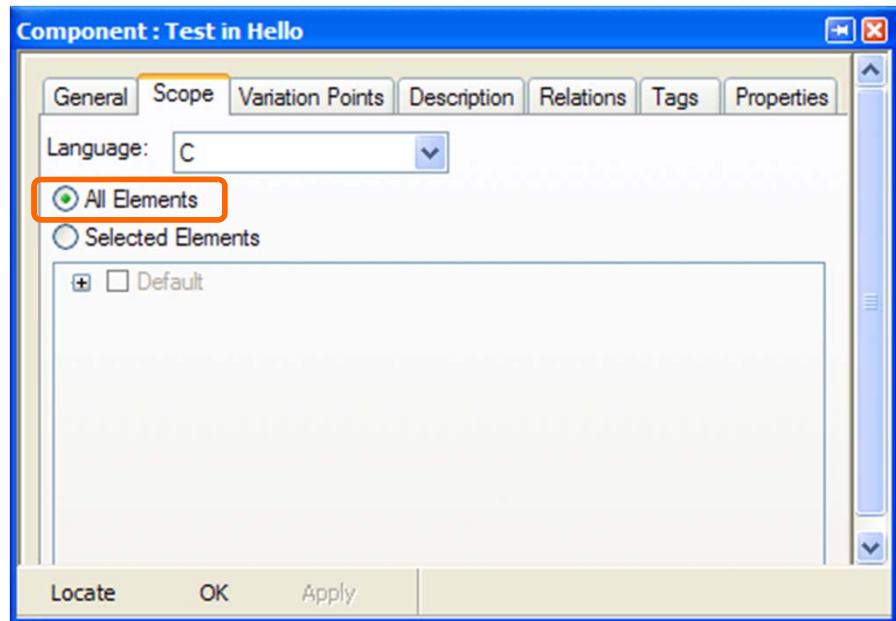 Component : Test in Hello
General Scope Variation Points Description Relations Tags Properties
Language: C
All Elements
Selected Elements
Default
Locate OK Apply